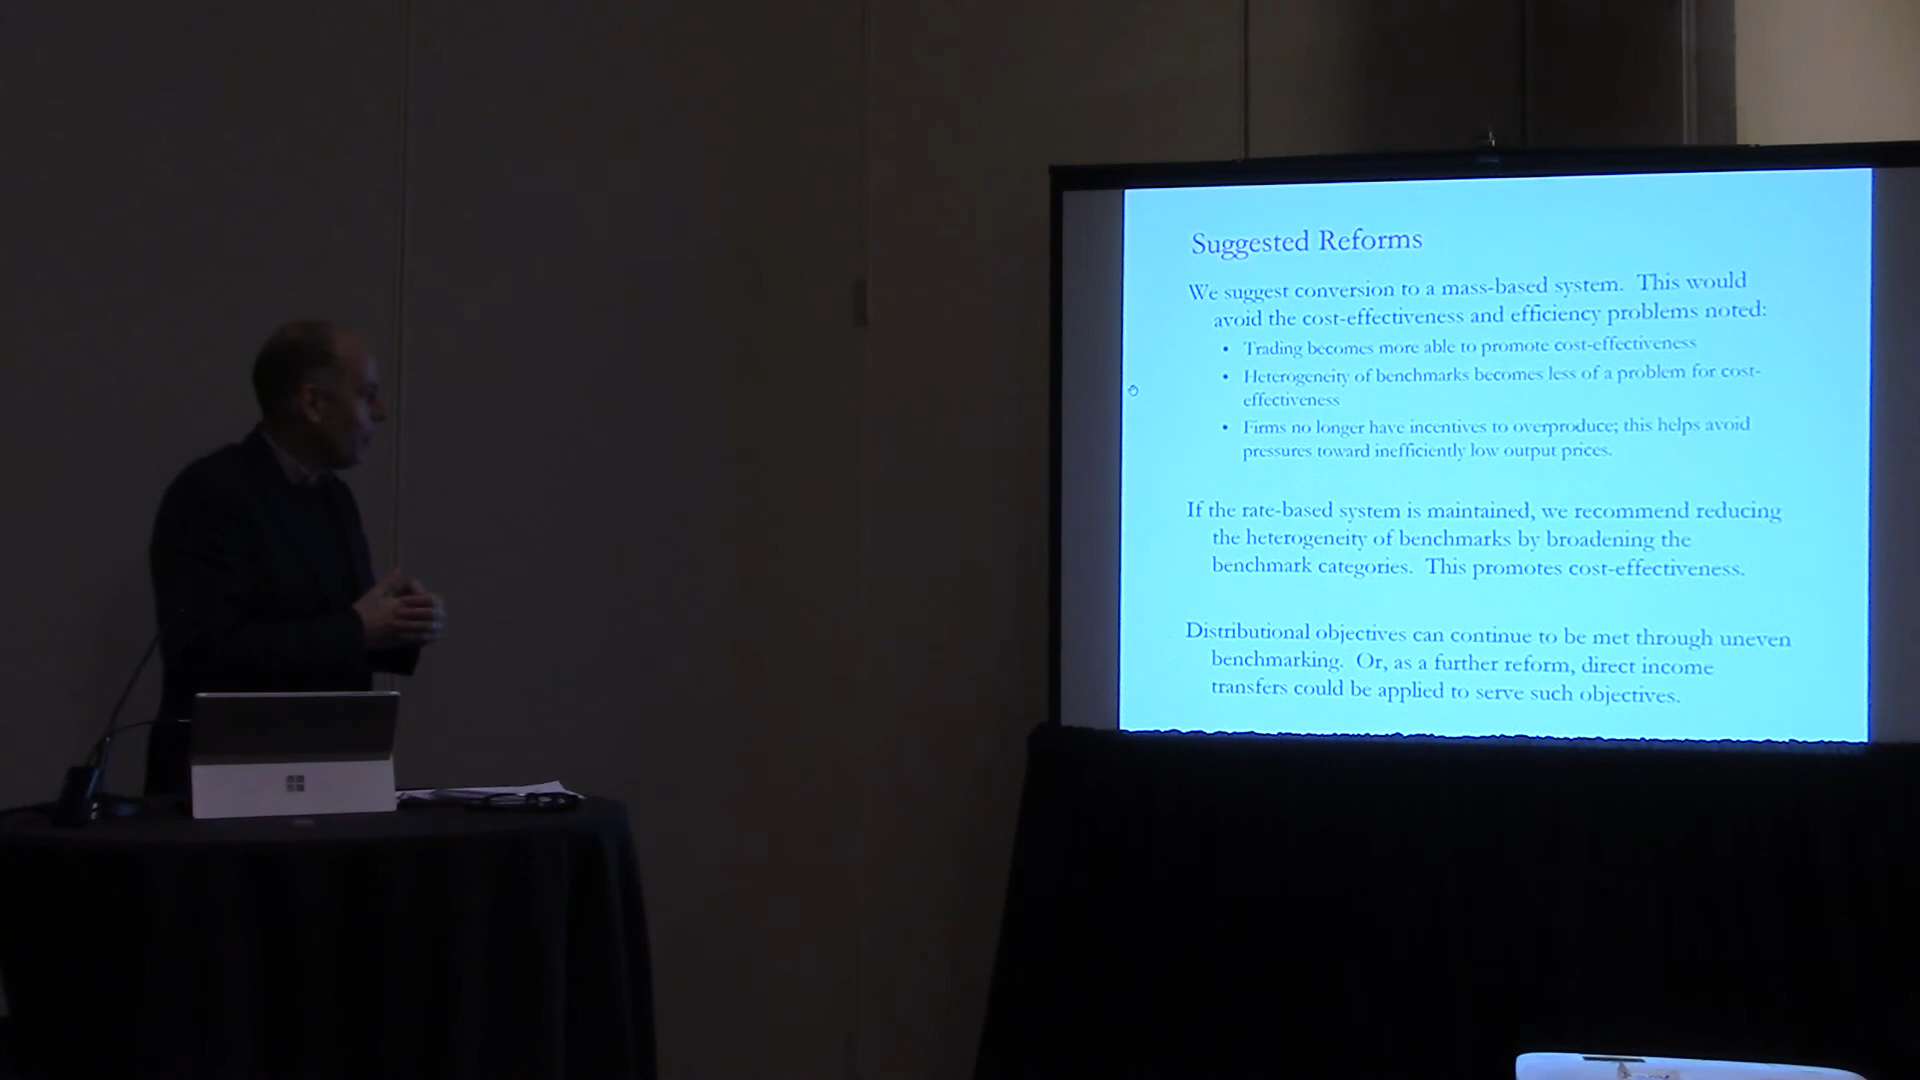 Suggested Reforms
We suggest conversion to a mass-based system.  This would
avoid the cost-effectiveness and efficiency problems noted:
• Trading becomes more able to promote cost-effectiveness
• Heterogeneity of benchmarks becomes less of a problem for cost-
effectiveness
• Firms no longer have incentives to overproduce; this helps avoid
pressures toward inefficiently low output prices.
If the rate-based system is maintained, we recommend reducing
the heterogeneity of benchmarks by broadening the
benchmark categories.  This promotes cost-effectiveness.
Distributional objectives can continue to be met through uneven
benchmarking.  Or, as a further reform, direct income
transfers could be applied to serve such objectives.